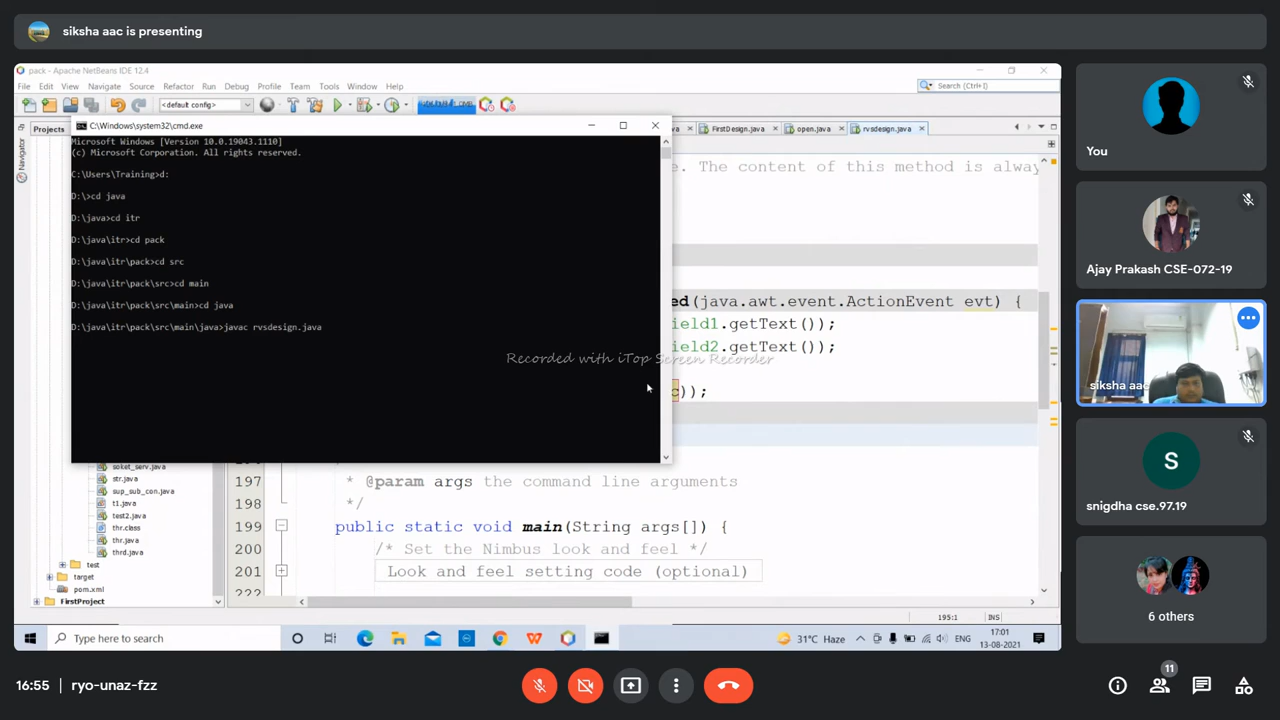 siksha aac is presenting
pack - Apache NetBeans IDE 12.4
File Edit View Navigate Source Refactor Run Debug Profile Team Tools Window Help
Search (Ctrl+I)
<default config>
Projects
Navigator
FirstDesign.java
open.java
rvsdesign.java
C:\Windows\system32\cmd.exe
Microsoft Windows [Version 10.0.19043.1110]
(c) Microsoft Corporation. All rights reserved.
C:\Users\Training>d:
D:\>cd java
D:\java>cd itr
D:\java\itr>cd pack
D:\java\itr\pack>cd src
D:\java\itr\pack\src>cd main
D:\java\itr\pack\src\main>cd java
D:\java\itr\pack\src\main\java>javac rvsdesign.java
e. The content of this method is alway
ed(java.awt.event.ActionEvent evt) {
ield1.getText());
ield2.getText());
Recorded with iTop Screen Recorder
c));
soket_serv.java
str.java
sup_sub_con.java
t1.java
test2.java
thr.class
thr.java
thrd.java
test
target
pom.xml
FirstProject
197 * @param args the command line arguments
198 */
199 public static void main(String args[]) {
200 /* Set the Nimbus look and feel */
201 Look and feel setting code (optional)
222
195:1 INS
Type here to search
31°C Haze
ENG
17:01
13-08-2021
You
Ajay Prakash CSE-072-19
siksha aac
S
snigdha cse.97.19
6 others
16:55 | ryo-unaz-fzz
11